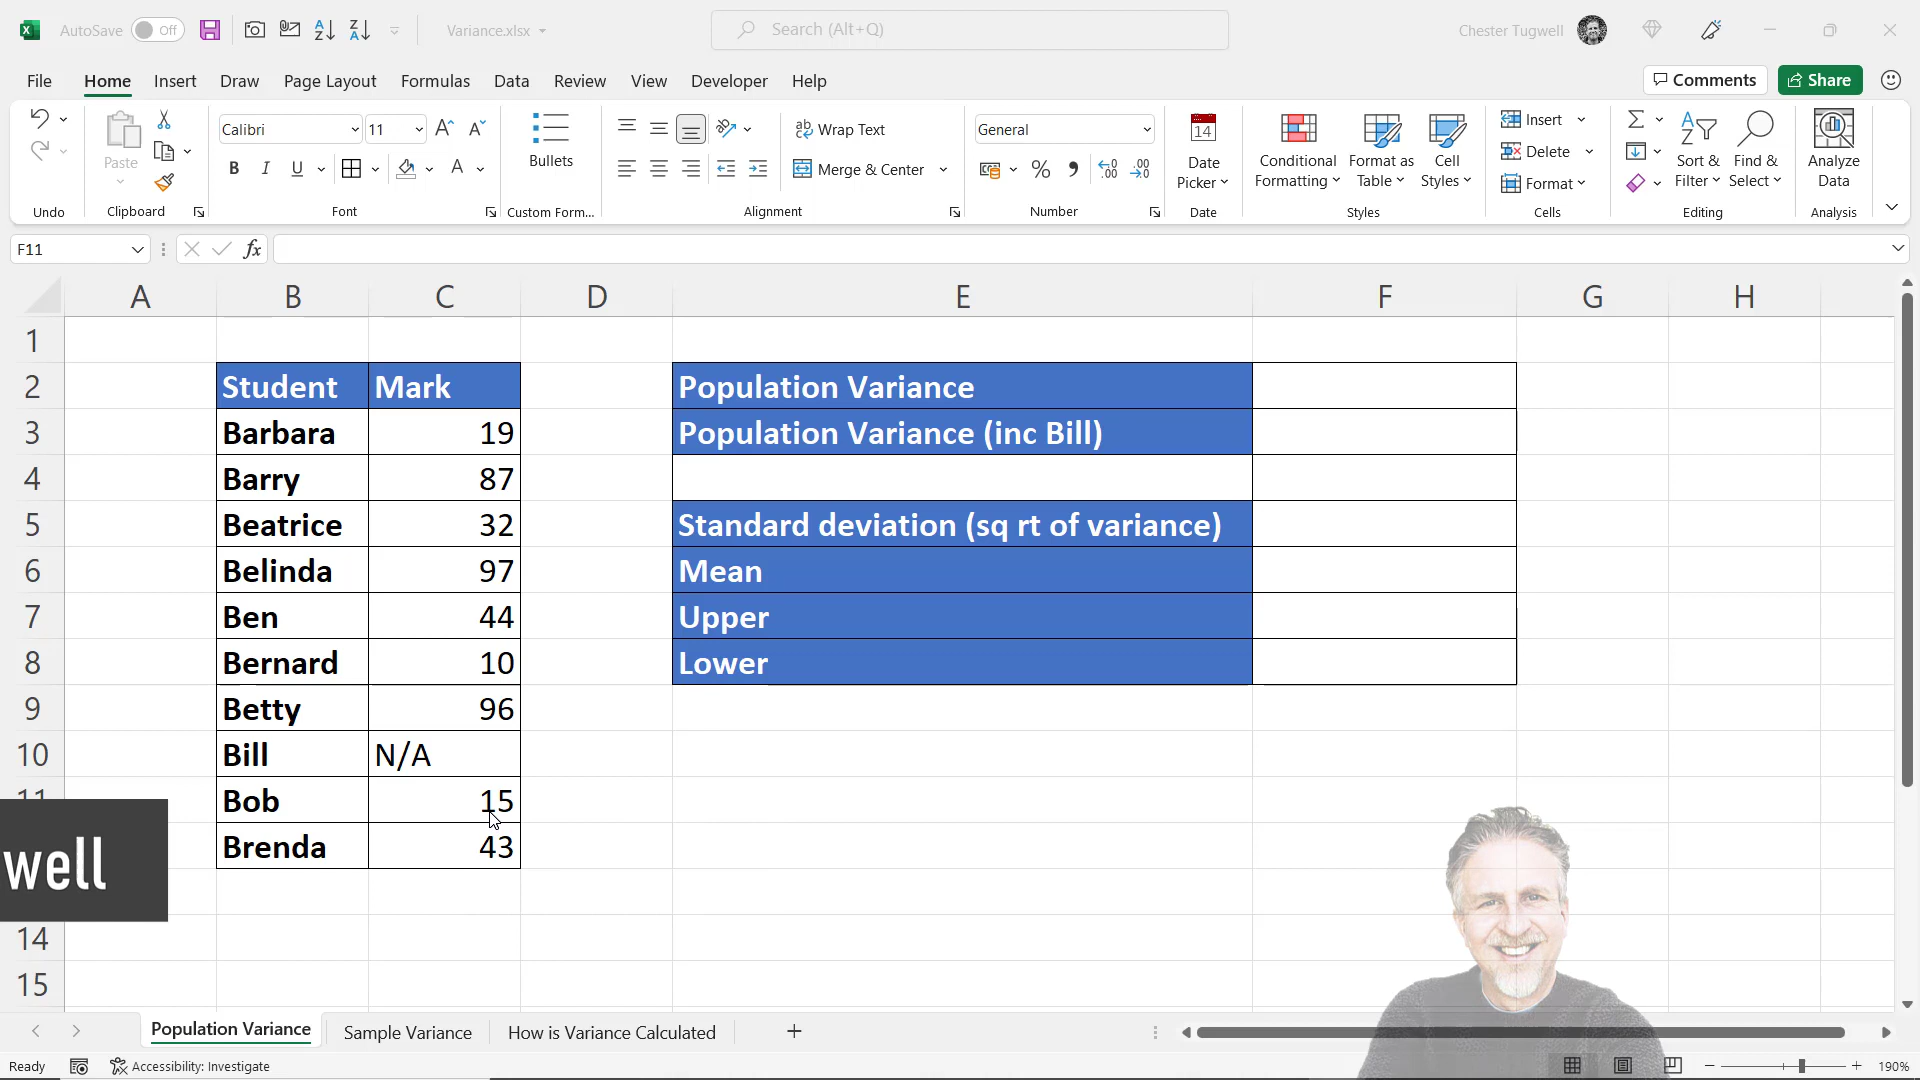 AutoSave Off Variance.xlsx Search (Alt+Q) Chester Tugwell
File Home Insert Draw Page Layout Formulas Data Review View Developer Help Comments Share
Paste
Undo
Clipboard
Calibri 11
B I U
Font
Bullets
Custom Form...
Wrap Text
Merge & Center
Alignment
General
Number
14
Date
Picker
Date
Conditional
Formatting
Format as
Table
Cell
Styles
Styles
Insert
Delete
Format
Cells
Sort &
Filter
Find &
Select
Editing
Analyze
Data
Analysis
F11 fx
A B C D E F G H
1
2 Student Mark Population Variance
3 Barbara 19 Population Variance (inc Bill)
4 Barry 87
5 Beatrice 32 Standard deviation (sq rt of variance)
6 Belinda 97 Mean
7 Ben 44 Upper
8 Bernard 10 Lower
9 Betty 96
10 Bill N/A
11 Bob 15
well Brenda 43
14
15
Population Variance Sample Variance How is Variance Calculated
Ready Accessibility: Investigate 190%